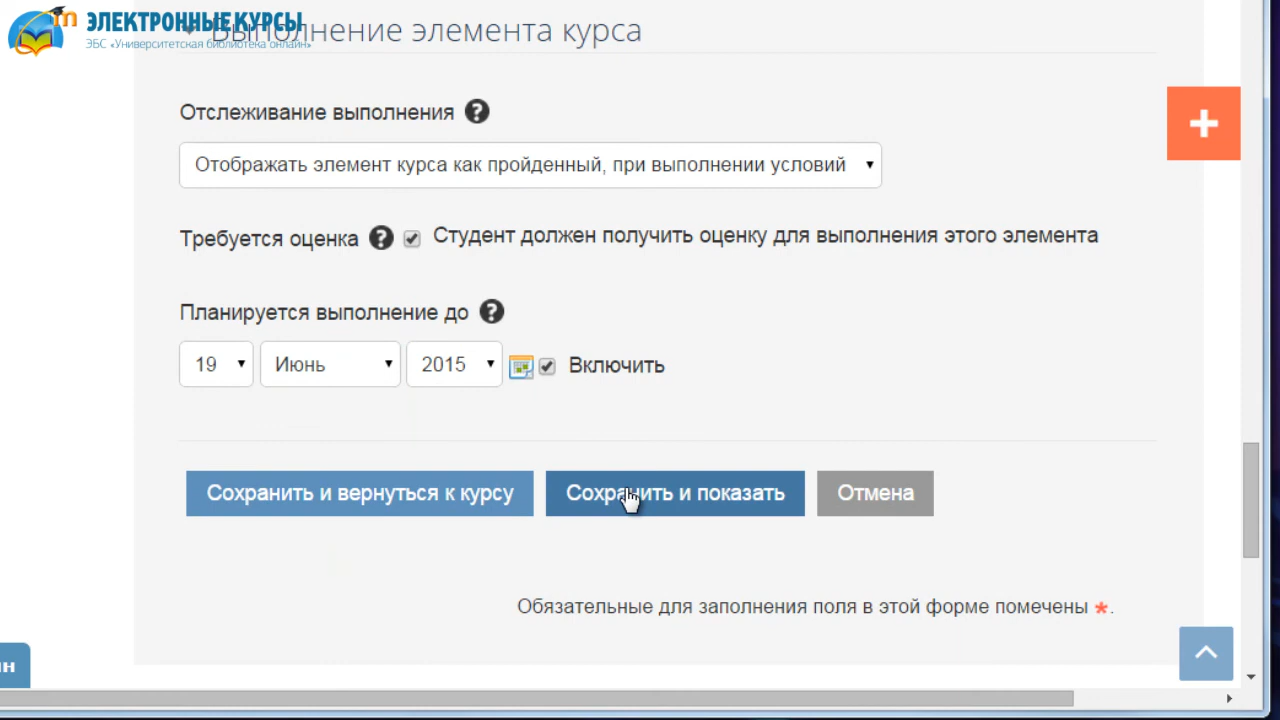 ЭЛЕКТРОННЫЕ КУРСЫ
ЭБС «Университетская библиотека онлайн»
Выполнение элемента курса
Отслеживание выполнения ?
Отображать элемент курса как пройденный, при выполнении условий
Требуется оценка ? Студент должен получить оценку для выполнения этого элемента
Планируется выполнение до ?
19 Июнь 2015 Включить
Сохранить и вернуться к курсу Сохранить и показать Отмена
Обязательные для заполнения поля в этой форме помечены *.